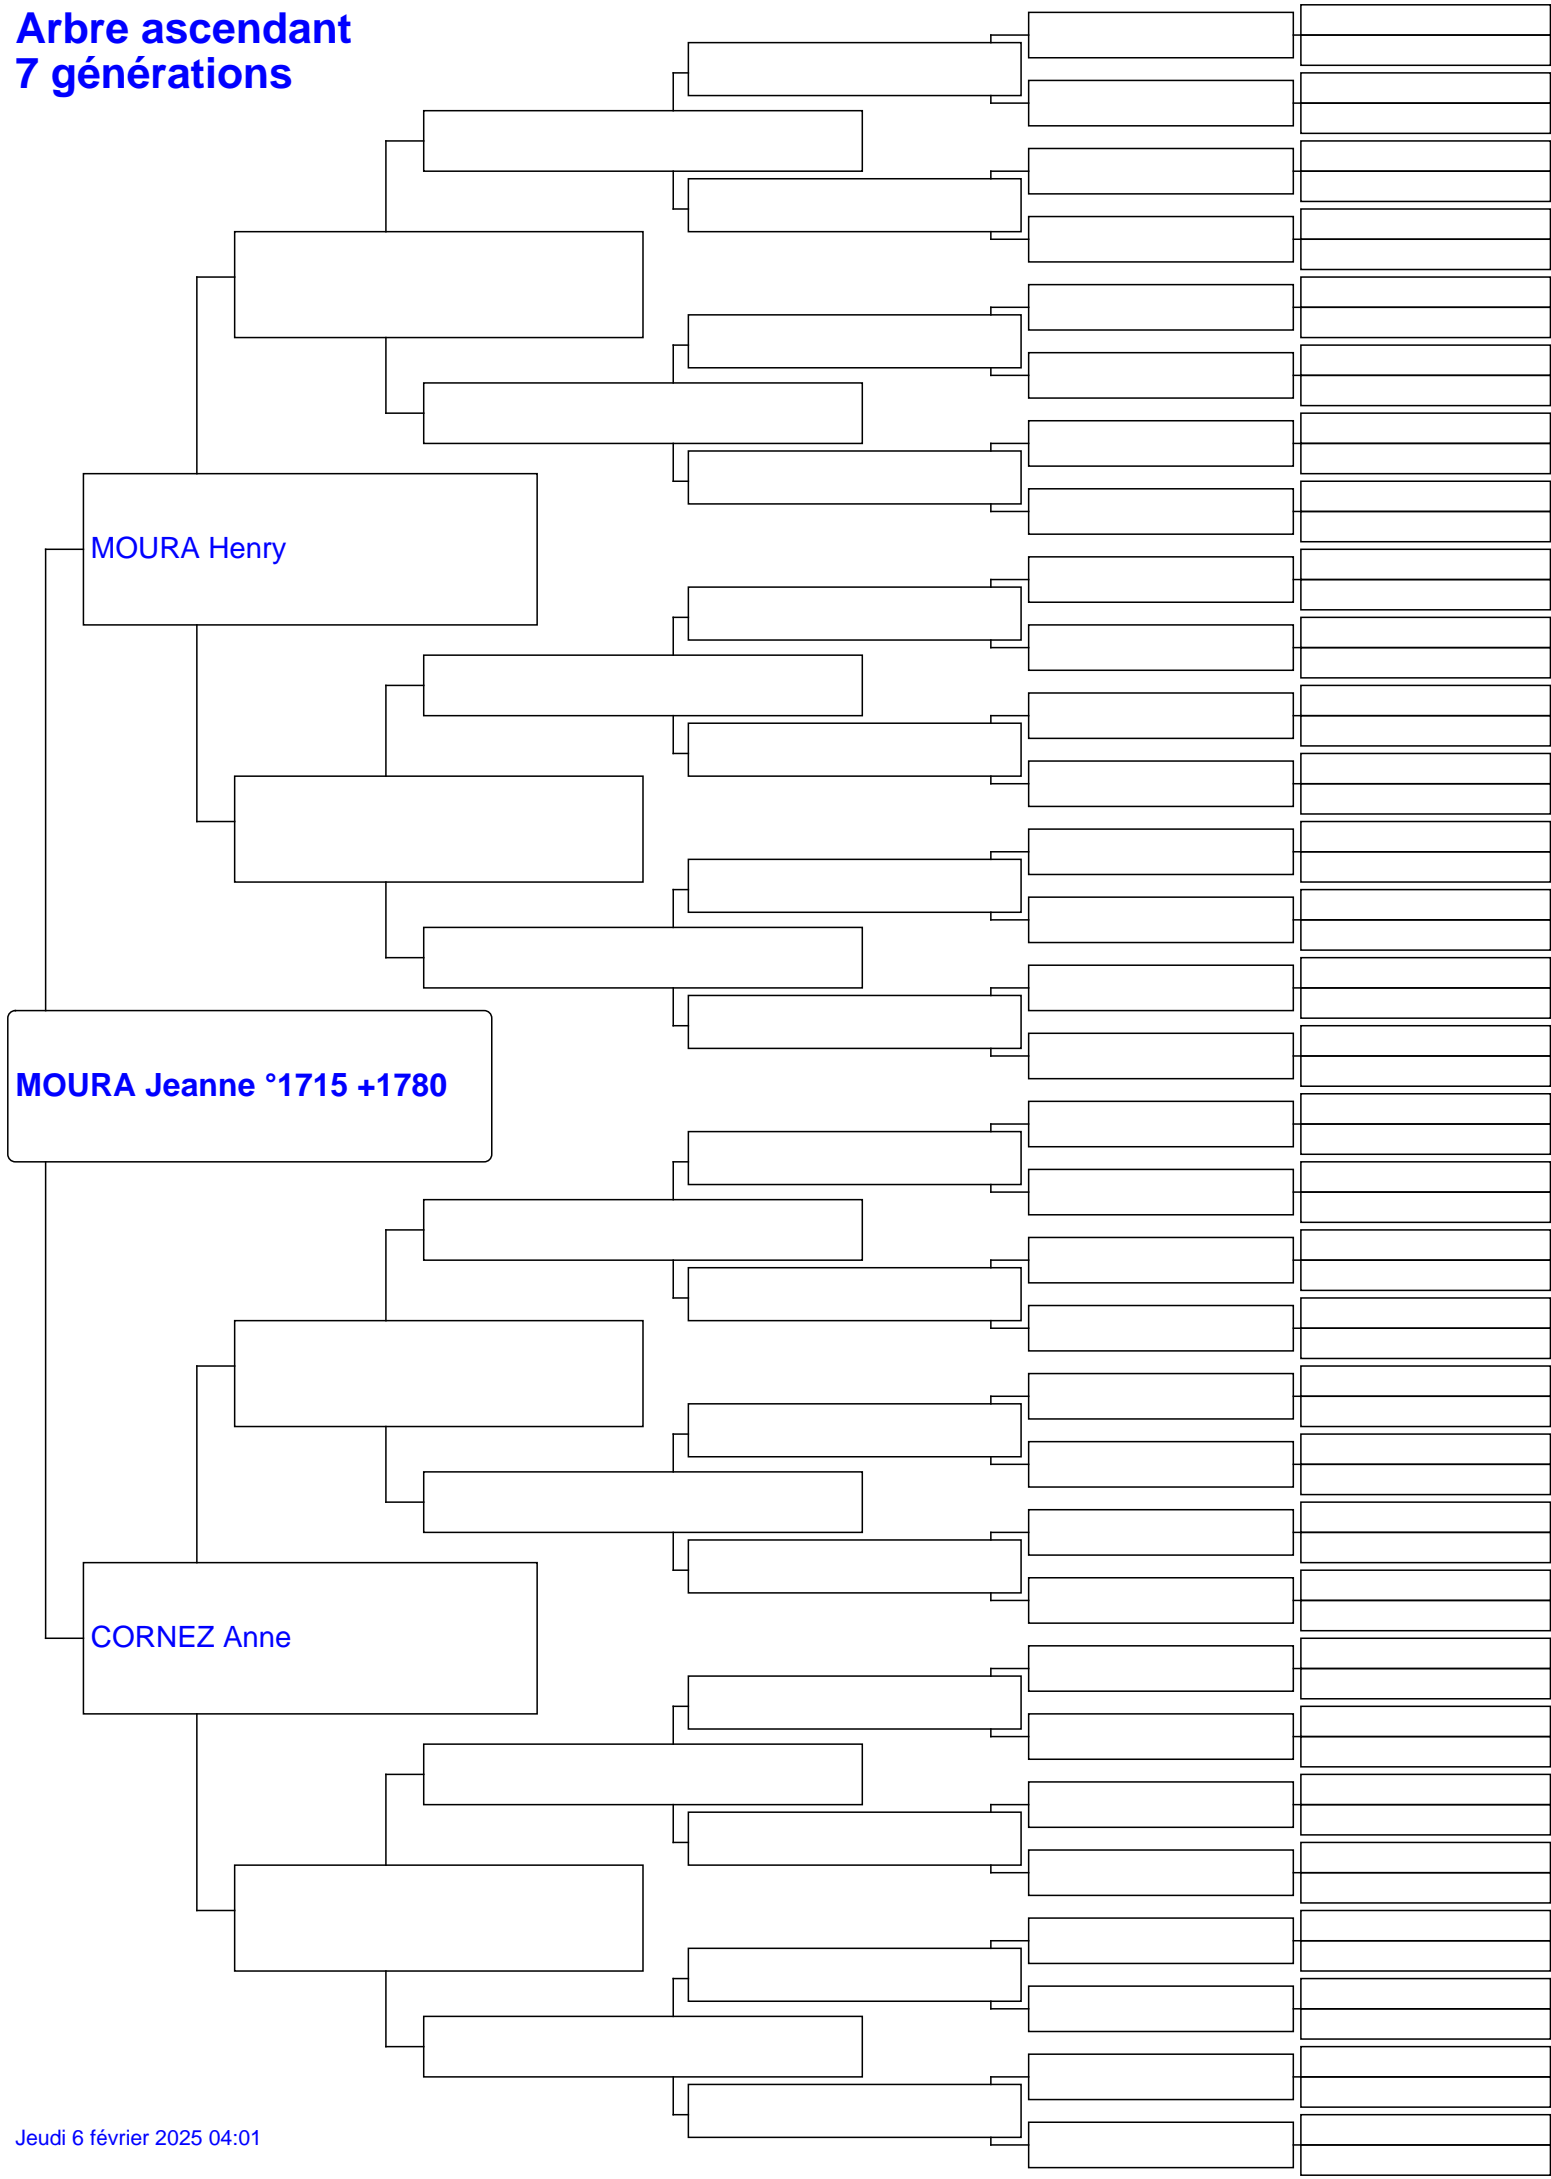 Arbre ascendant
7 générations
MOURA Henry
MOURA Jeanne °1715 +1780
CORNEZ Anne
Jeudi 6 février 2025 04:01